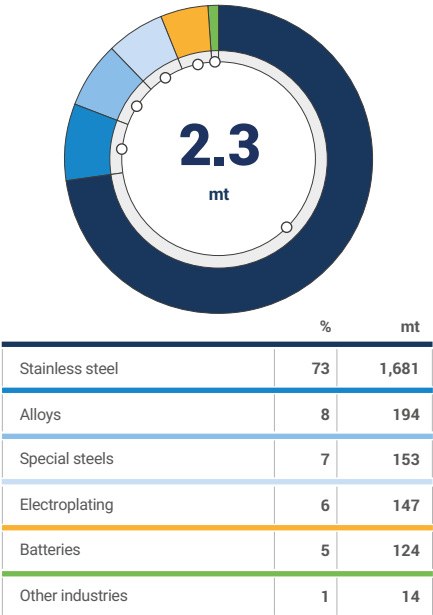 2.3
mt
% mt
Stainless steel 73 1,681
Alloys 8 194
Special steels 7 153
Electroplating 6 147
Batteries 5 124
Other industries 1 14